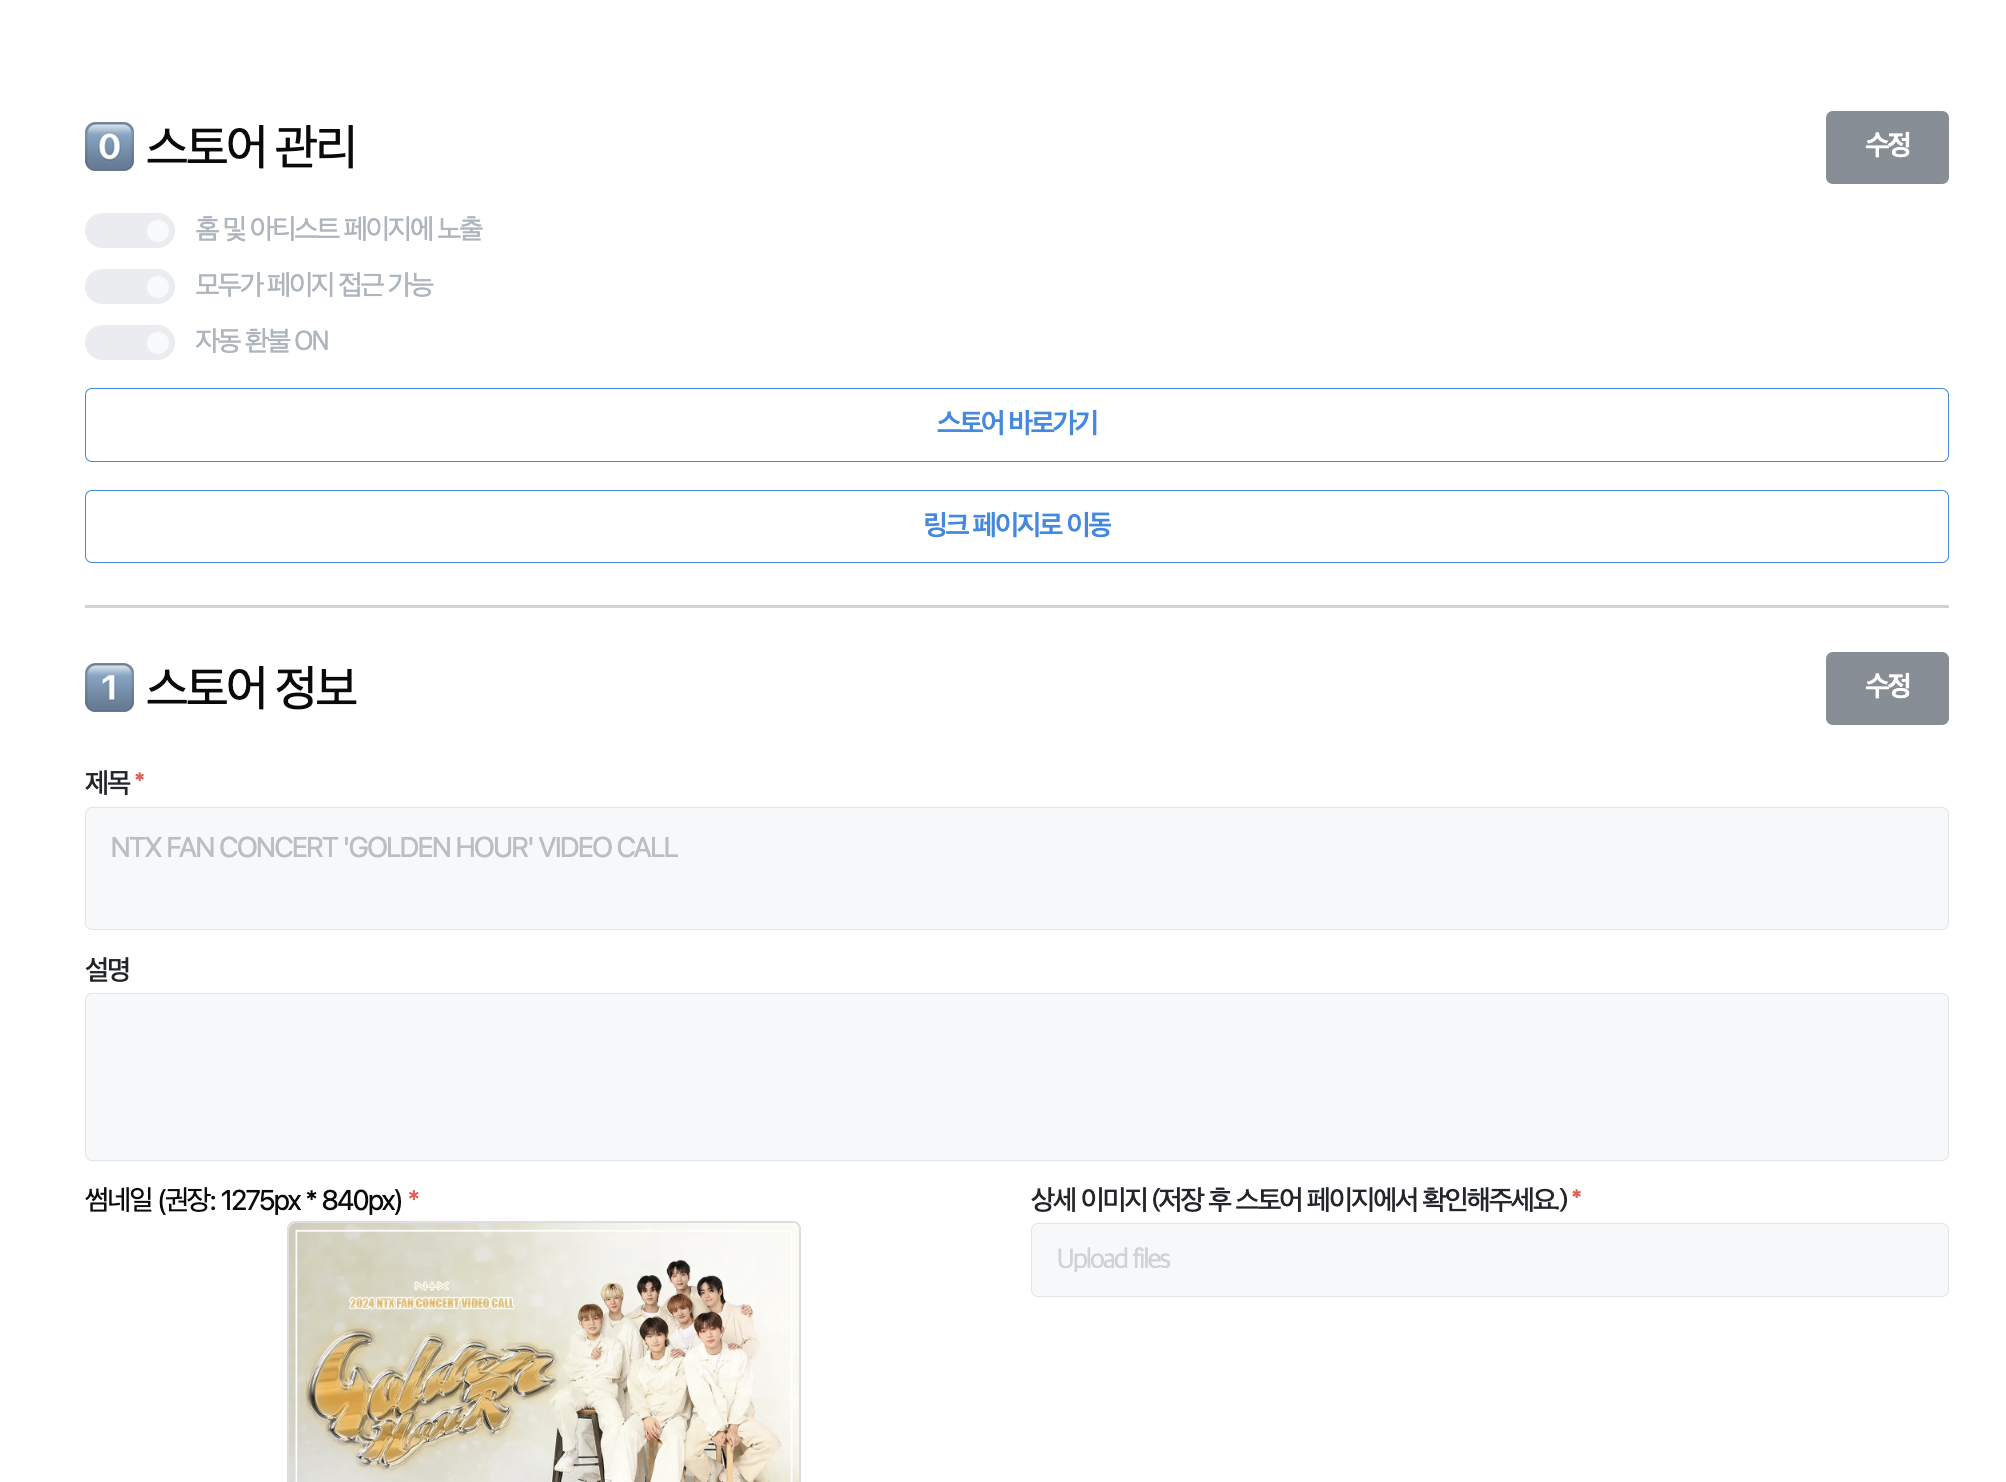 0 스토어 관리
수정
홈 및 아티스트 페이지에 노출
모두가 페이지 접근 가능
자동 환불 ON
스토어 바로가기
링크 페이지로 이동
1 스토어 정보
수정
제목 *
NTX FAN CONCERT 'GOLDEN HOUR' VIDEO CALL
설명
썸네일 (권장: 1275px * 840px) *
상세 이미지 (저장 후 스토어 페이지에서 확인해주세요.) *
Upload files
2024 NTX FAN CONCERT VIDEO CALL
Golden
Hour